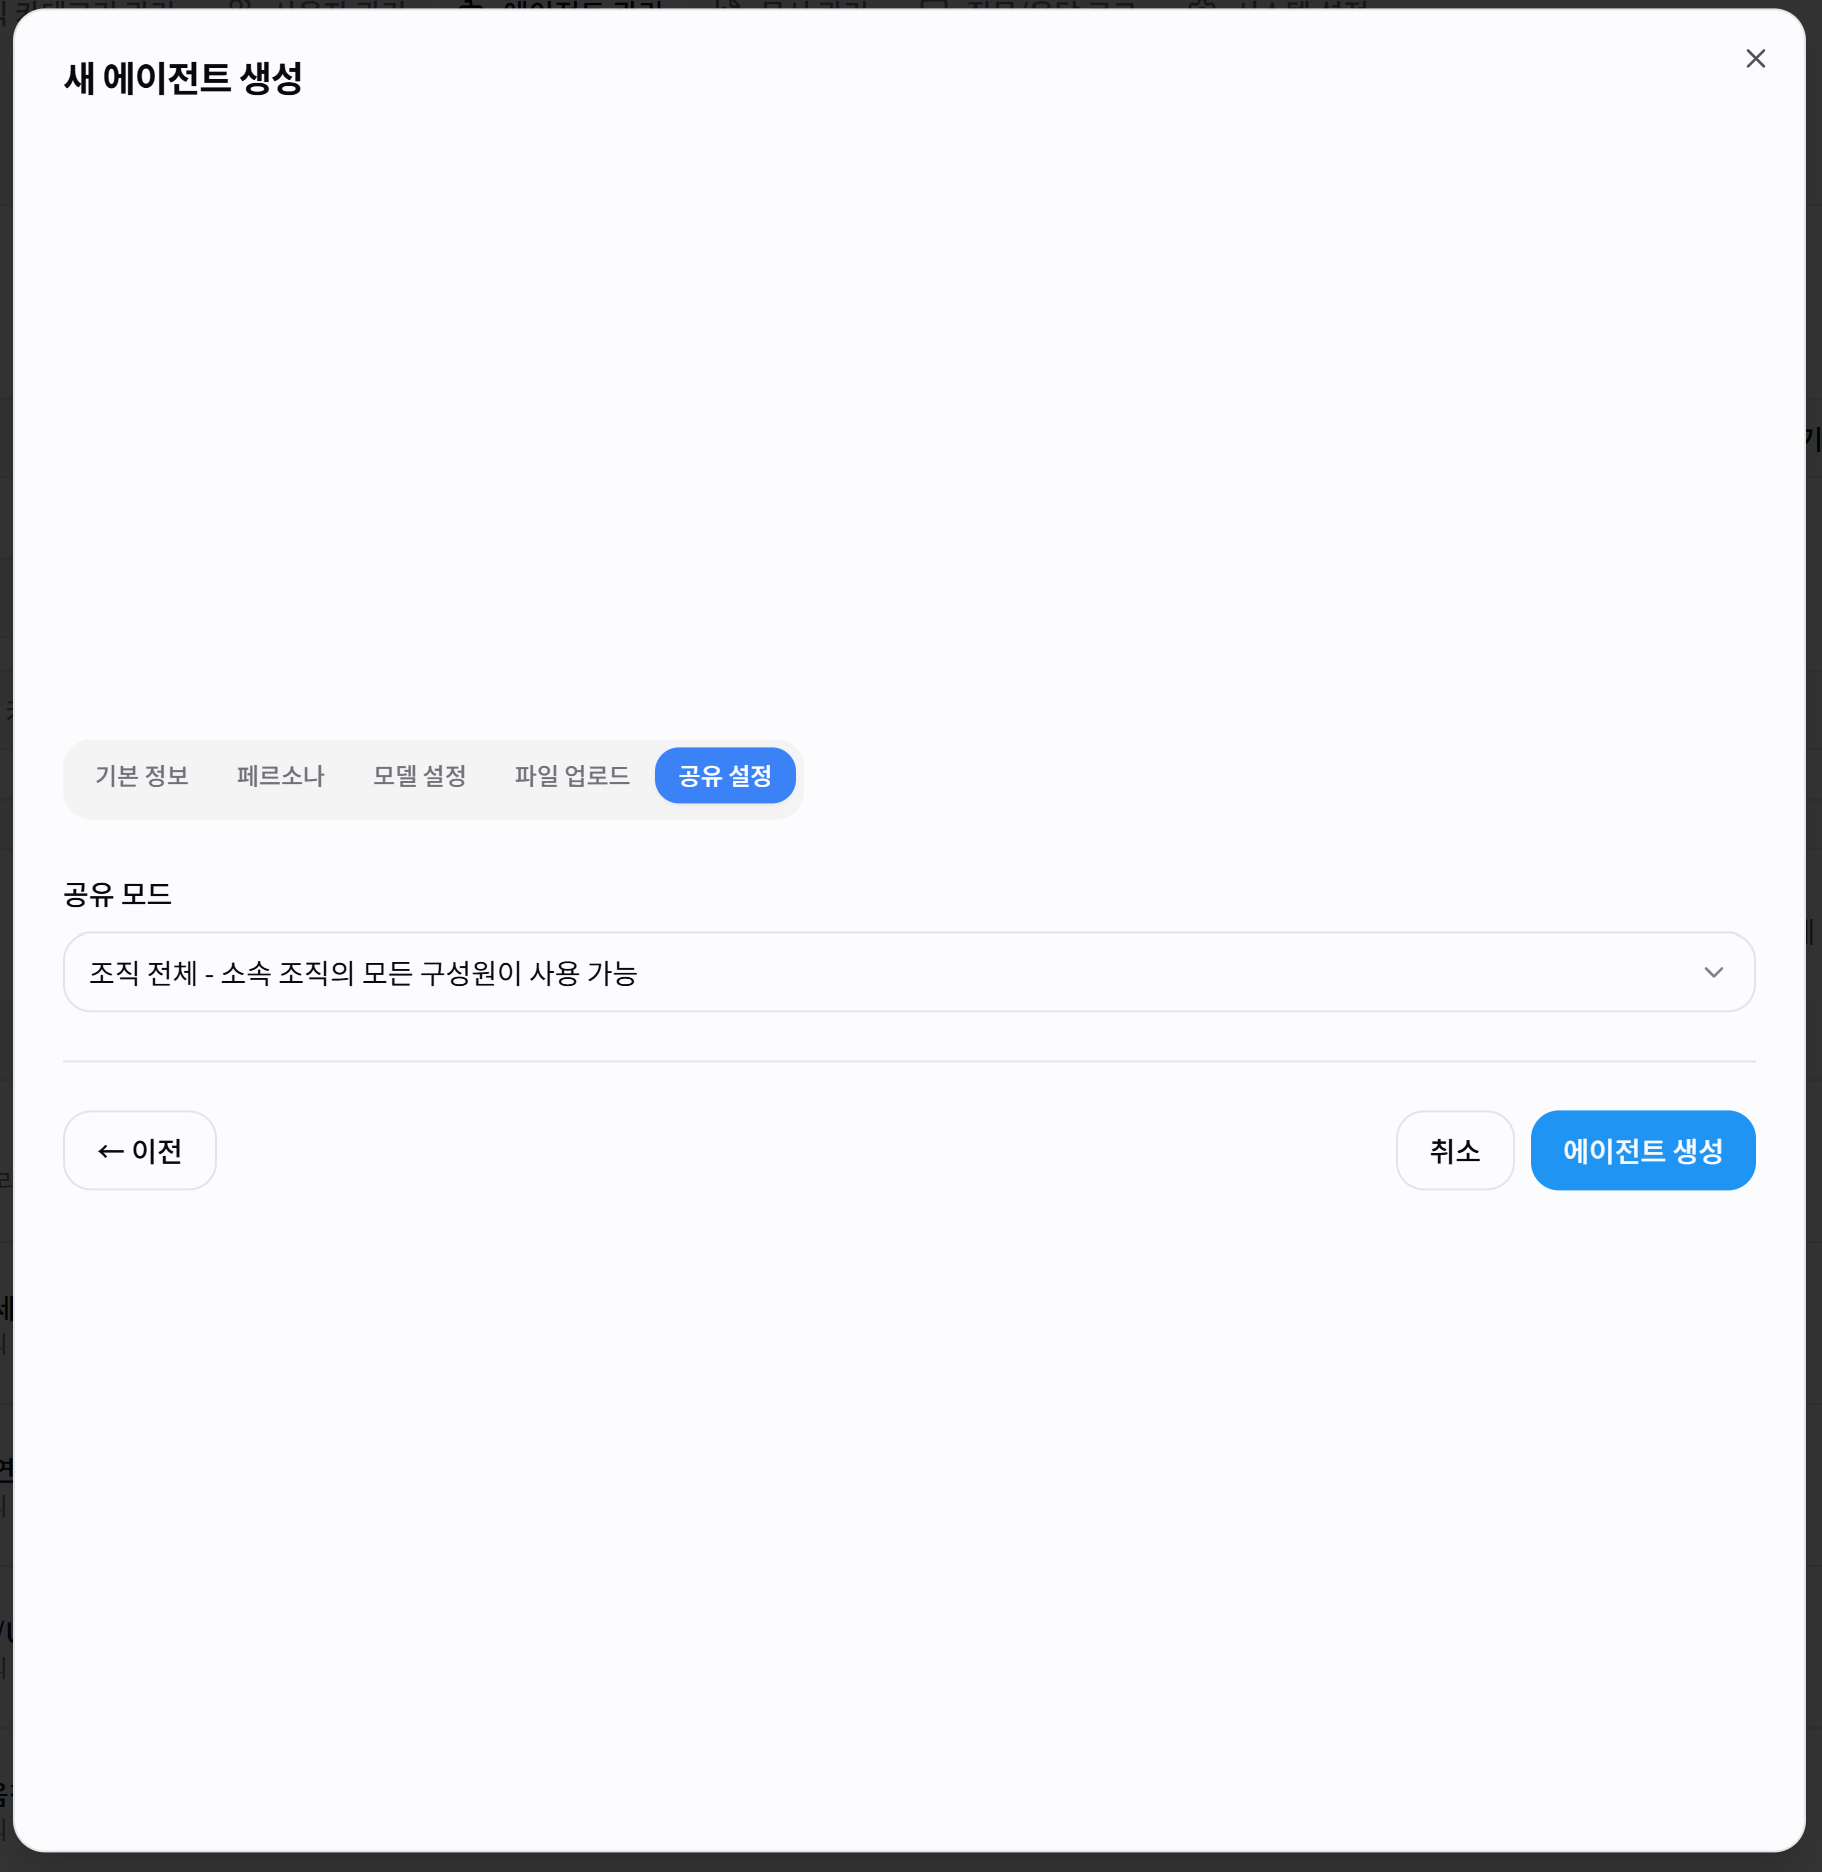 새 에이전트 생성
기본 정보 페르소나 모델 설정 파일 업로드 공유 설정
공유 모드
조직 전체 - 소속 조직의 모든 구성원이 사용 가능
← 이전 취소 에이전트 생성